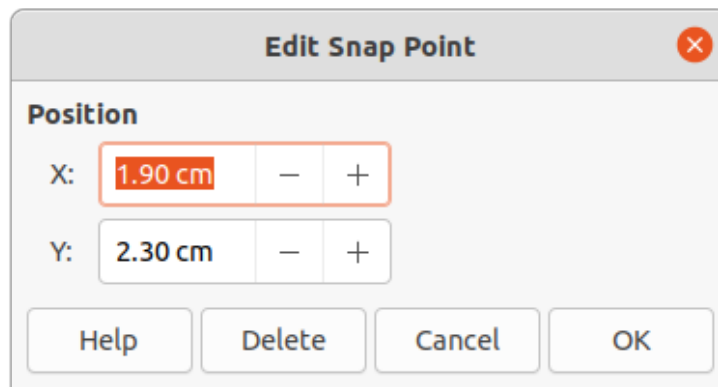 Edit Snap Point
Position
X: 1.90 cm − +
Y: 2.30 cm − +
Help Delete Cancel OK